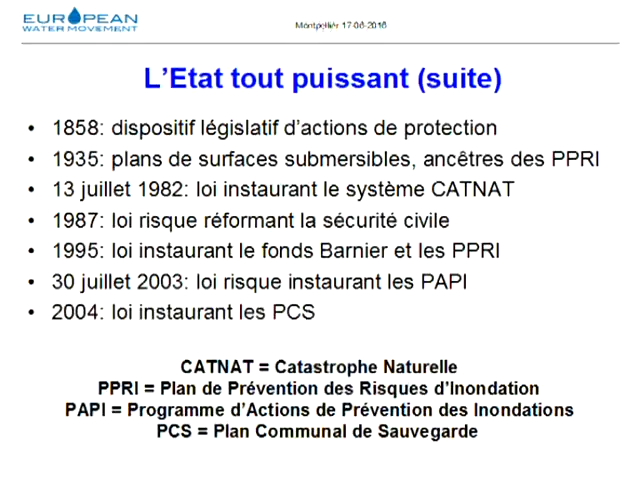 EUROPEAN
WATER MOVEMENT
Montpellier 17-06-2016
L'Etat tout puissant (suite)
• 1858: dispositif législatif d'actions de protection
• 1935: plans de surfaces submersibles, ancêtres des PPRI
• 13 juillet 1982: loi instaurant le système CATNAT
• 1987: loi risque réformant la sécurité civile
• 1995: loi instaurant le fonds Barnier et les PPRI
• 30 juillet 2003: loi risque instaurant les PAPI
• 2004: loi instaurant les PCS
CATNAT = Catastrophe Naturelle
PPRI = Plan de Prévention des Risques d'Inondation
PAPI = Programme d'Actions de Prévention des Inondations
PCS = Plan Communal de Sauvegarde